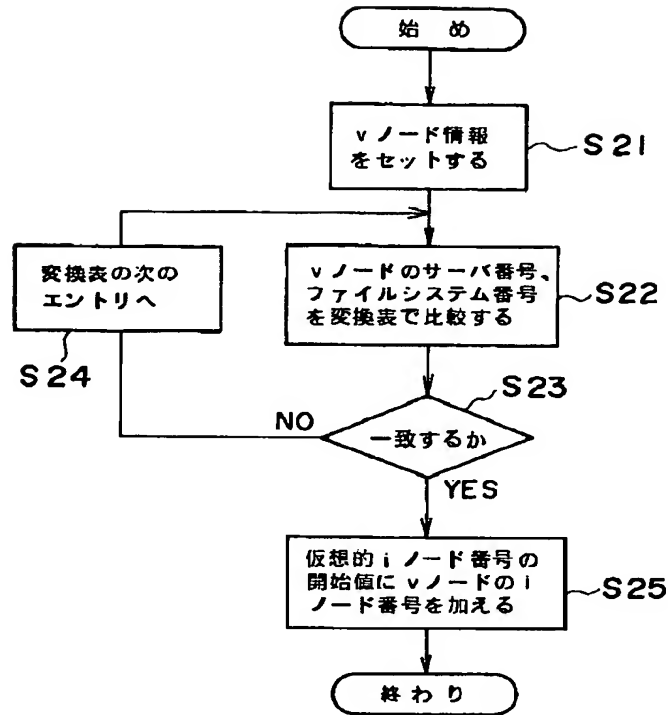 始め
vノード情報
をセットする
S21
変換表の次の
エントリへ
S24
vノードのサーバ番号、
ファイルシステム番号
を変換表で比較する
S22
S23
一致するか
NO
YES
仮想的iノード番号の
開始値にvノードのi
ノード番号を加える
S25
終わり